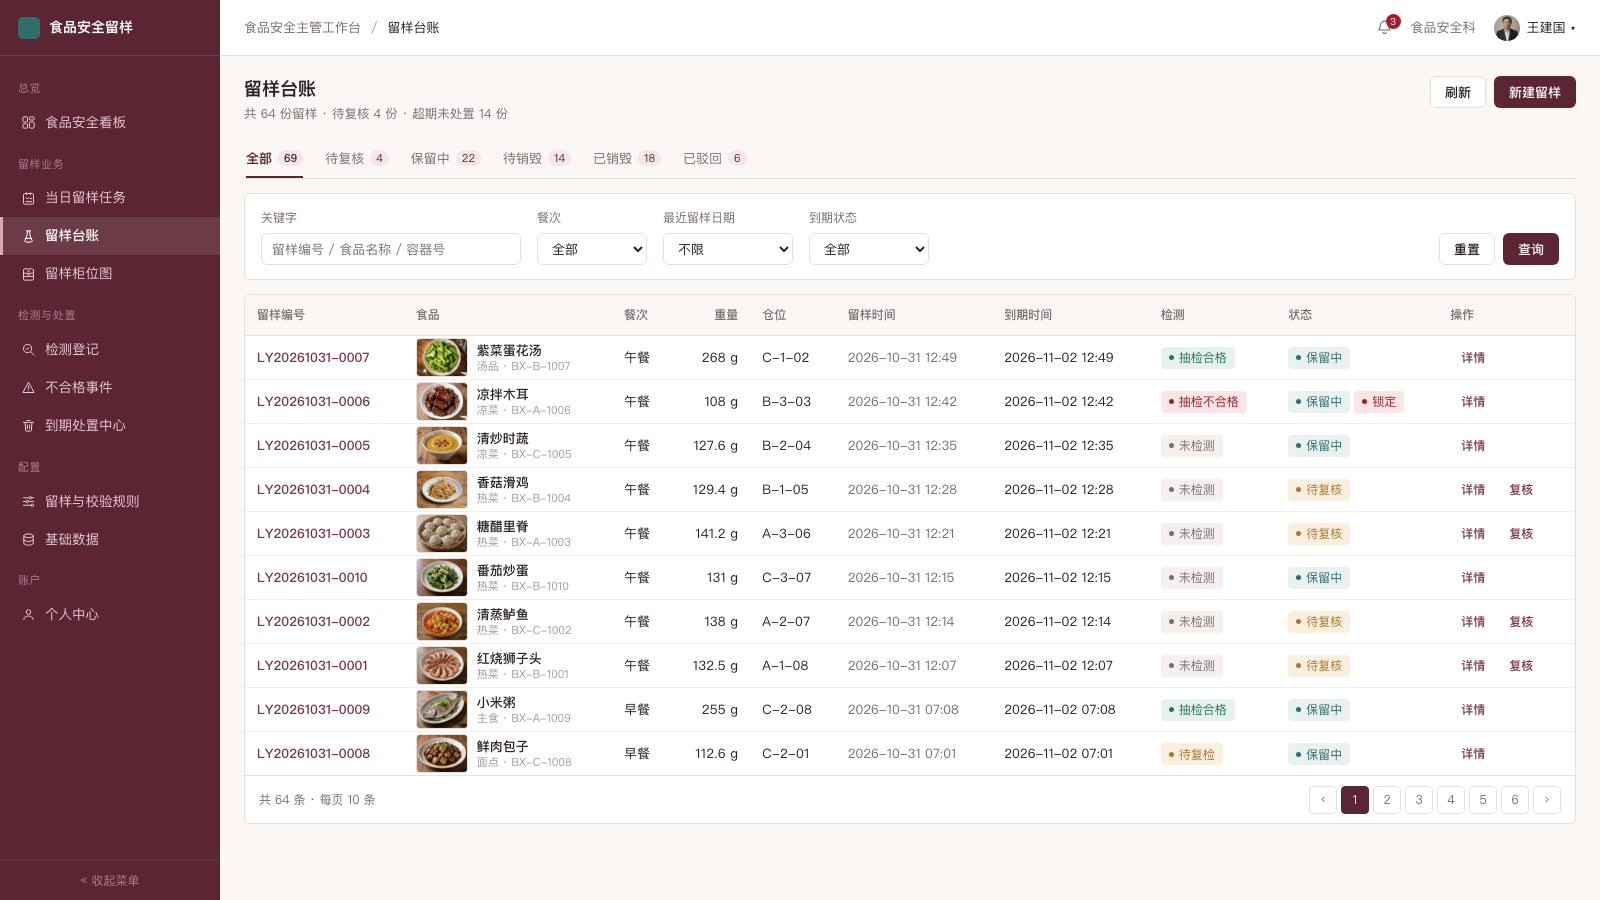 食品安全留样
总览
食品安全看板
留样业务
当日留样任务
留样台账
留样柜位图
检测与处置
检测登记
不合格事件
到期处置中心
配置
留样与校验规则
基础数据
账户
个人中心
« 收起菜单
食品安全主管工作台 / 留样台账
3
食品安全科
王建国
留样台账
共 64 份留样 · 待复核 4 份 · 超期未处置 14 份
刷新
新建留样
全部 69 待复核 4 保留中 22 待销毁 14 已销毁 18 已驳回 6
关键字 餐次 最近留样日期 到期状态
留样编号 / 食品名称 / 容器号 全部 不限 全部 重置 查询
留样编号 食品 餐次 重量 仓位 留样时间 到期时间 检测 状态 操作
LY20261031-0007 紫菜蛋花汤 午餐 268 g C-1-02 2026-10-31 12:49 2026-11-02 12:49 抽检合格 保留中 详情
汤品 · BX-B-1007
LY20261031-0006 凉拌木耳 午餐 108 g B-3-03 2026-10-31 12:42 2026-11-02 12:42 抽检不合格 保留中 锁定 详情
凉菜 · BX-A-1006
LY20261031-0005 清炒时蔬 午餐 127.6 g B-2-04 2026-10-31 12:35 2026-11-02 12:35 未检测 保留中 详情
凉菜 · BX-C-1005
LY20261031-0004 香菇滑鸡 午餐 129.4 g B-1-05 2026-10-31 12:28 2026-11-02 12:28 未检测 待复核 详情 复核
热菜 · BX-B-1004
LY20261031-0003 糖醋里脊 午餐 141.2 g A-3-06 2026-10-31 12:21 2026-11-02 12:21 未检测 待复核 详情 复核
热菜 · BX-A-1003
LY20261031-0010 番茄炒蛋 午餐 131 g C-3-07 2026-10-31 12:15 2026-11-02 12:15 未检测 保留中 详情
热菜 · BX-B-1010
LY20261031-0002 清蒸鲈鱼 午餐 138 g A-2-07 2026-10-31 12:14 2026-11-02 12:14 未检测 待复核 详情 复核
热菜 · BX-C-1002
LY20261031-0001 红烧狮子头 午餐 132.5 g A-1-08 2026-10-31 12:07 2026-11-02 12:07 未检测 待复核 详情 复核
热菜 · BX-B-1001
LY20261031-0009 小米粥 早餐 255 g C-2-08 2026-10-31 07:08 2026-11-02 07:08 抽检合格 保留中 详情
主食 · BX-A-1009
LY20261031-0008 鲜肉包子 早餐 112.6 g C-2-01 2026-10-31 07:01 2026-11-02 07:01 待复检 保留中 详情
面点 · BX-C-1008
共 64 条 · 每页 10 条 ‹ 1 2 3 4 5 6 ›